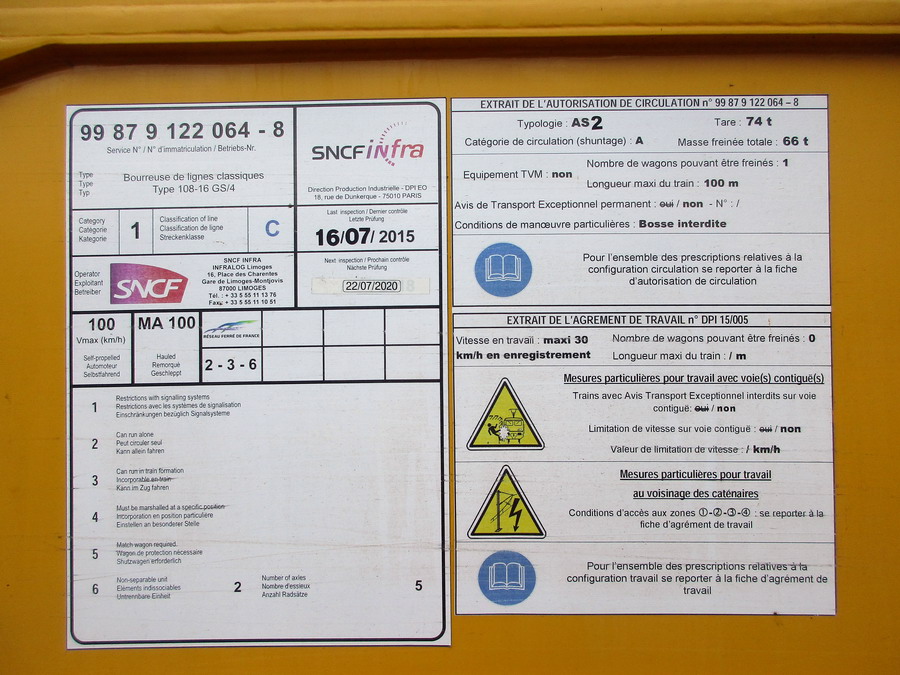 99 87 9 122 064 - 8
Service N° / N° d'immatriculation / Betriebs-Nr.
Type
Type
Typ
Bourreuse de lignes classiques
Type 108-16 GS/4
Category
Catégorie
Kategorie
1
Classification of line
Classification de ligne
Streckenklasse
C
Operator
Exploitant
Betreiber
SNCF
SNCF INFRA
INFRALOG Limoges
16, Place des Charentes
Gare de Limoges-Montjovis
87000 LIMOGES
Tél. : + 33 5 55 11 13 76
Fax : + 33 5 55 11 10 51
SNCF infra
Direction Production Industrielle - DPI EO
18, rue de Dunkerque - 75010 PARIS
Last inspection / Dernier contrôle
Letzte Prüfung
16/07/ 2015
Next inspection / Prochain contrôle
Nächste Prüfung
22/07/2020
100
Vmax (km/h)
Self-propelled
Automoteur
Selbstfahrend
MA 100
Hauled
Remorqué
Geschleppt
RÉSEAU FERRÉ DE FRANCE
2 - 3 - 6
1
Restrictions with signalling systems
Restrictions avec les systèmes de signalisation
Einschränkungen bezüglich Signalsysteme
2
Can run alone
Peut circuler seul
Kann allein fahren
3
Can run in train formation
Incorporable en train
Kann im Zug fahren
4
Must be marshalled at a specific position
Incorporation en position particulière
Einstellen an besonderer Stelle
5
Match wagon required.
Wagon de protection nécessaire
Shutzwagen erforderlich
6
Non-separable unit
Eléments indissociables
Untrennbare Einheit
2
Number of axles
Nombre d'essieux
Anzahl Radsätze
5
EXTRAIT DE L'AUTORISATION DE CIRCULATION n° 99 87 9 122 064 – 8
Typologie : AS2 Tare : 74 t
Catégorie de circulation (shuntage) : A Masse freinée totale : 66 t
Equipement TVM : non
Nombre de wagons pouvant être freinés : 1
Longueur maxi du train : 100 m
Avis de Transport Exceptionnel permanent : oui / non - N° : /
Conditions de manœuvre particulières : Bosse interdite
Pour l'ensemble des prescriptions relatives à la
configuration circulation se reporter à la fiche
d'autorisation de circulation
EXTRAIT DE L'AGREMENT DE TRAVAIL n° DPI 15/005
Vitesse en travail : maxi 30
km/h en enregistrement
Nombre de wagons pouvant être freinés : 0
Longueur maxi du train : / m
Mesures particulières pour travail avec voie(s) contiguë(s)
Trains avec Avis Transport Exceptionnel interdits sur voie
contiguë: oui / non
Limitation de vitesse sur voie contiguë : oui / non
Valeur de limitation de vitesse : / km/h
Mesures particulières pour travail
au voisinage des caténaires
Conditions d'accès aux zones ①-②-③-④ : se reporter à la
fiche d'agrément de travail
Pour l'ensemble des prescriptions relatives à la
configuration travail se reporter à la fiche d'agrément de
travail